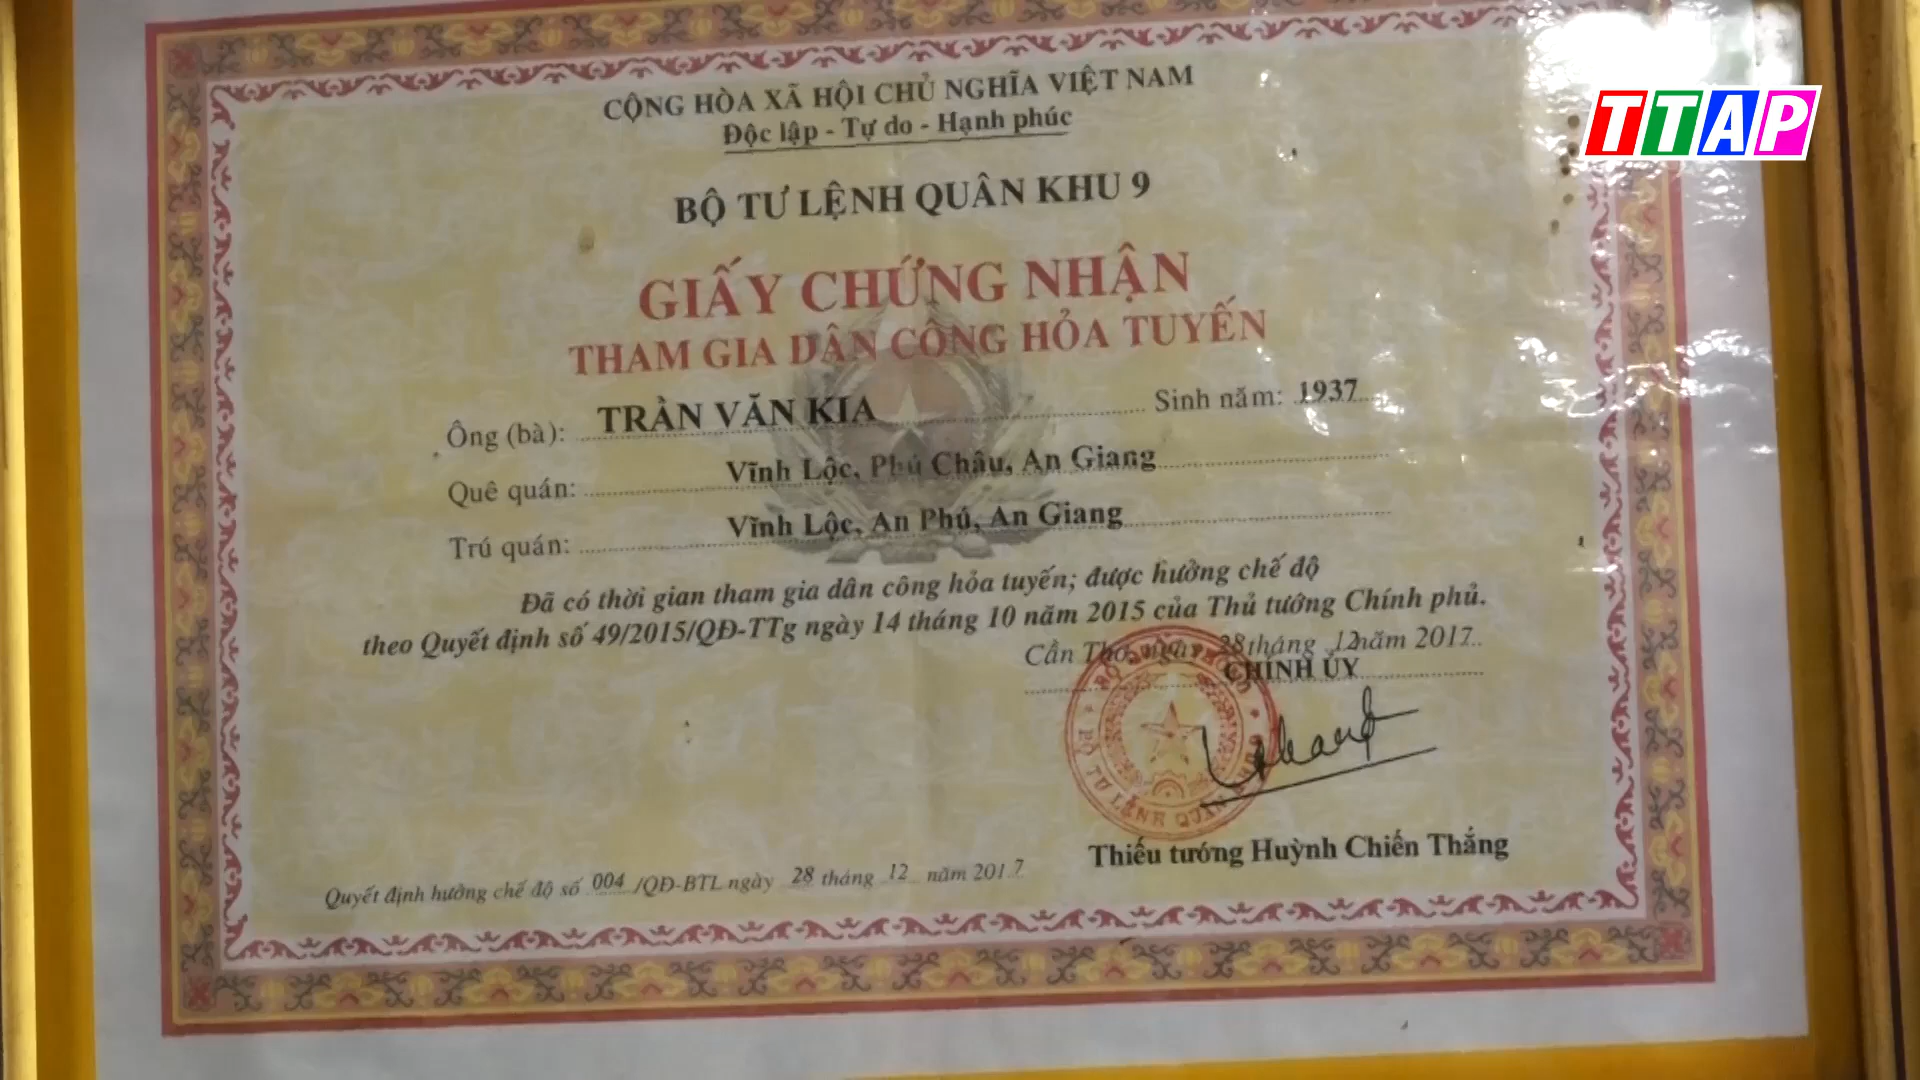 CỘNG HÒA XÃ HỘI CHỦ NGHĨA VIỆT NAM
Độc lập - Tự do - Hạnh phúc
TTAP
BỘ TƯ LỆNH QUÂN KHU 9
GIẤY CHỨNG NHẬN
THAM GIA DÂN CÔNG HỎA TUYẾN
Ông (bà): TRẦN VĂN KIA Sinh năm: 1937
Quê quán: Vĩnh Lộc, Phú Châu, An Giang
Trú quán: Vĩnh Lộc, An Phú, An Giang
Đã có thời gian tham gia dân công hỏa tuyến; được hưởng chế độ
theo Quyết định số 49/2015/QĐ-TTg ngày 14 tháng 10 năm 2015 của Thủ tướng Chính phủ.
Cần Thơ, ngày 28 tháng 12 năm 2017
CHÍNH ỦY
BỘ TƯ LỆNH QUÂN
Thiếu tướng Huỳnh Chiến Thắng
Quyết định hưởng chế độ số 004/QĐ-BTL ngày 28 tháng 12 năm 2017